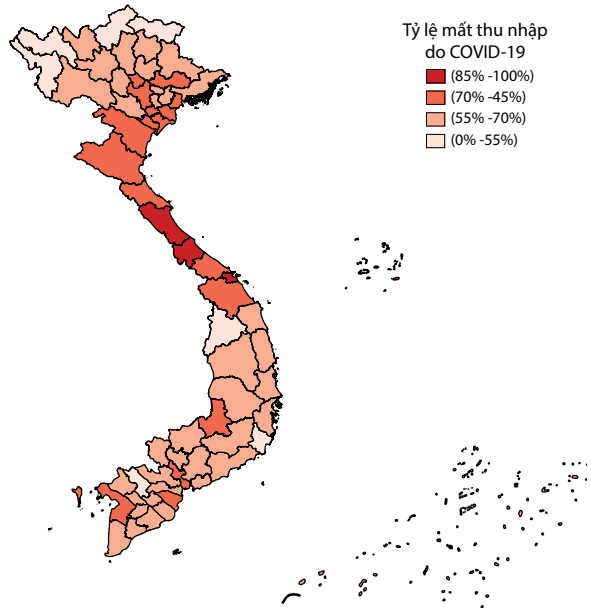 Tỷ lệ mất thu nhập
do COVID-19
(85% -100%)
(70% -45%)
(55% -70%)
(0% -55%)